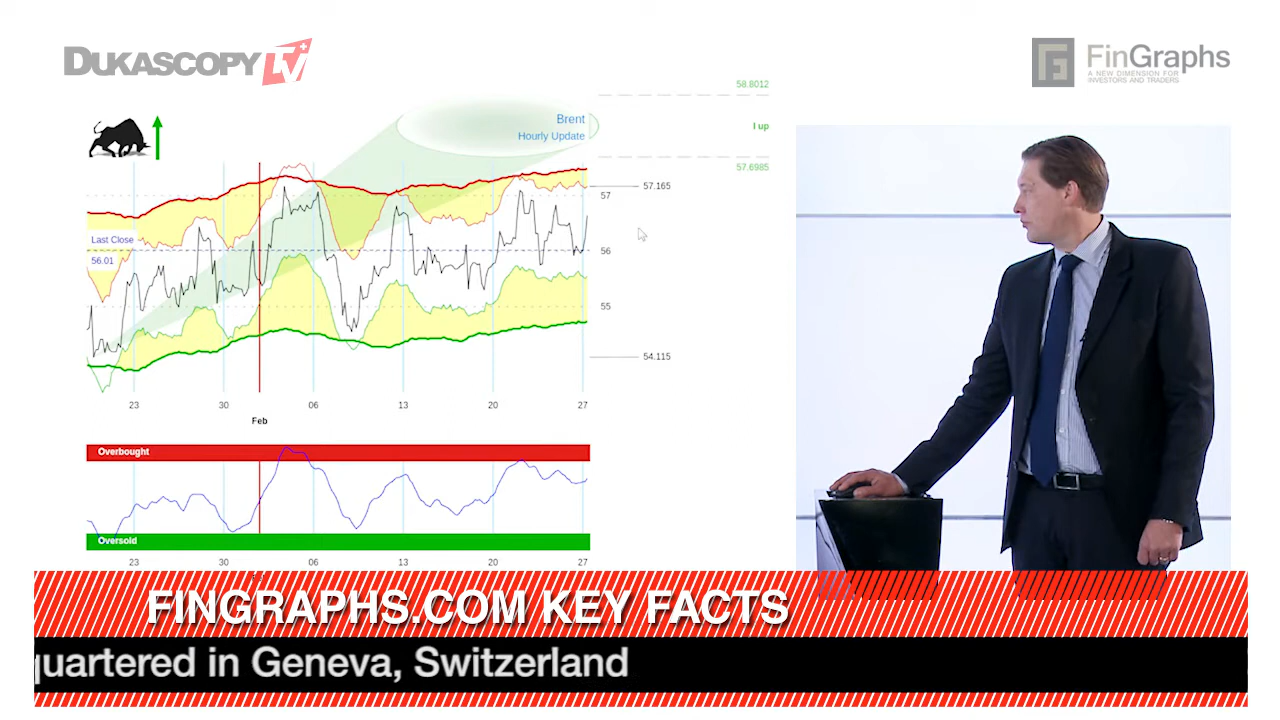 DUKASCOPY TV
FinGraphs
A NEW DIMENSION FOR
INVESTORS AND TRADERS
58.8012
Brent
Hourly Update
I up
57.6985
57.165
57
Last Close
56.01
56
55
54.115
23
30
06
13
20
27
Feb
Overbought
Oversold
23
30
06
13
20
27
FINGRAPHS.COM KEY FACTS
quartered in Geneva, Switzerland